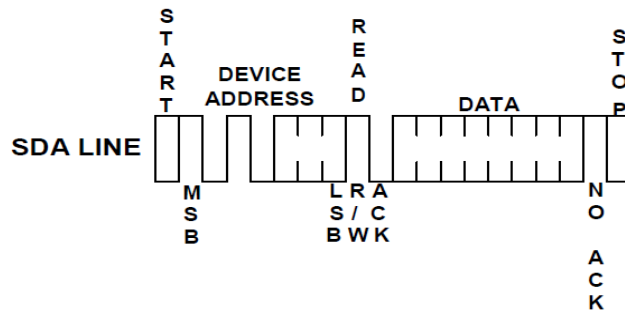 START
DEVICE
ADDRESS
READ
DATA
STOP
SDA LINE
MSB
LSB
R/W
ACK
NO ACK